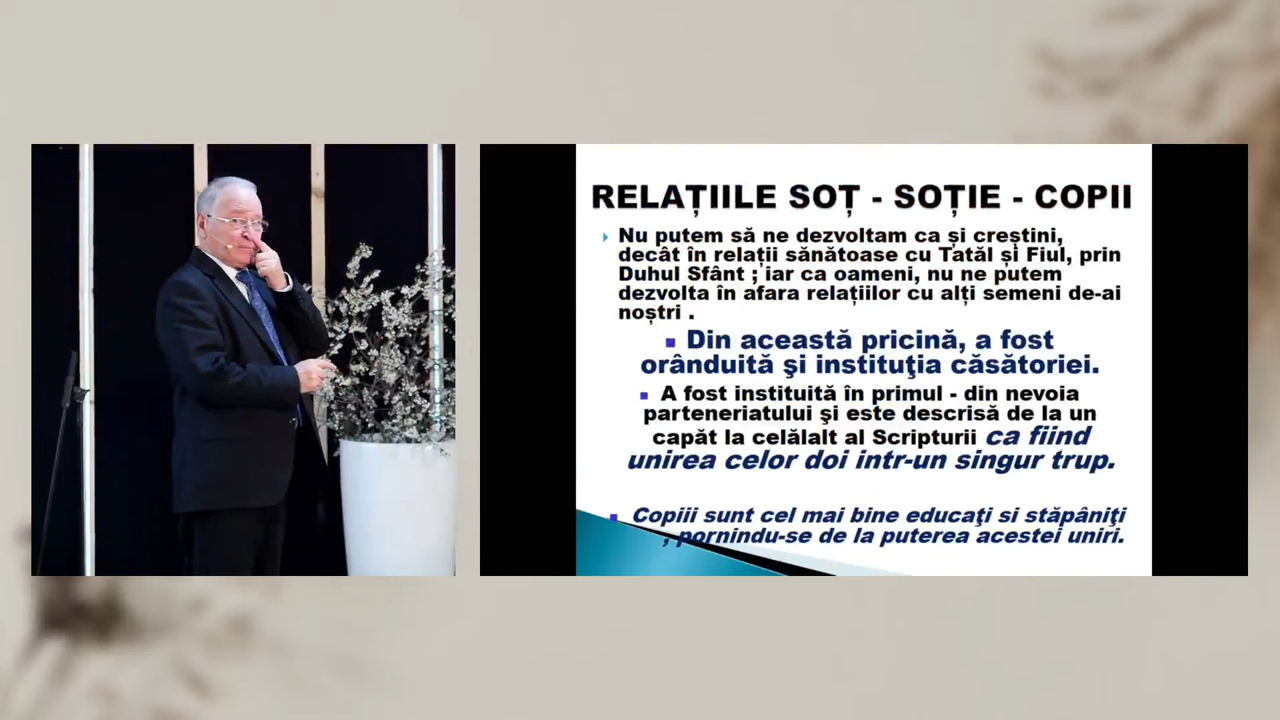 RELAȚIILE SOȚ - SOȚIE - COPII
Nu putem să ne dezvoltam ca și creștini,
decât în relații sănătoase cu Tatăl și Fiul, prin
Duhul Sfânt ; iar ca oameni, nu ne putem
dezvolta în afara relațiilor cu alți semeni de-ai
noștri .
Din această pricină, a fost
orânduită şi instituţia căsătoriei.
A fost instituită în primul - din nevoia
parteneriatului şi este descrisă de la un
capăt la celălalt al Scripturii ca fiind
unirea celor doi intr-un singur trup.
Copiii sunt cel mai bine educaţi si stăpâniţi
, pornindu-se de la puterea acestei uniri.